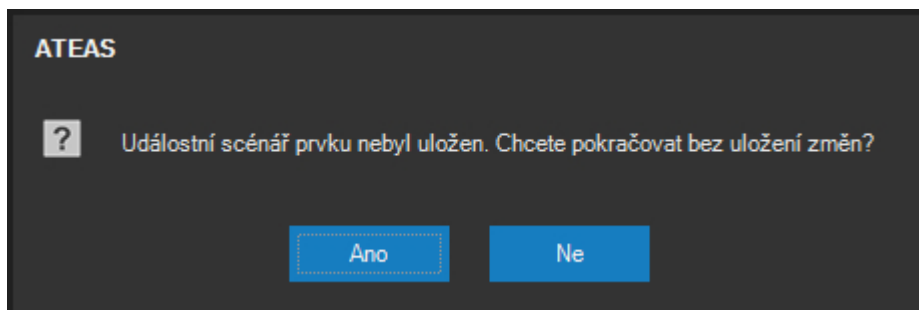 ATEAS
?
Událostní scénář prvku nebyl uložen. Chcete pokračovat bez uložení změn?
Ano Ne